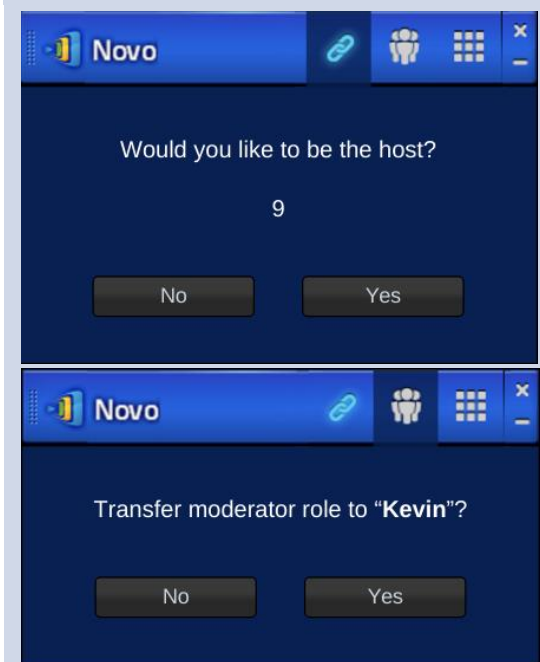 Novo
Would you like to be the host?
9
No Yes
Novo
Transfer moderator role to “Kevin”?
No Yes